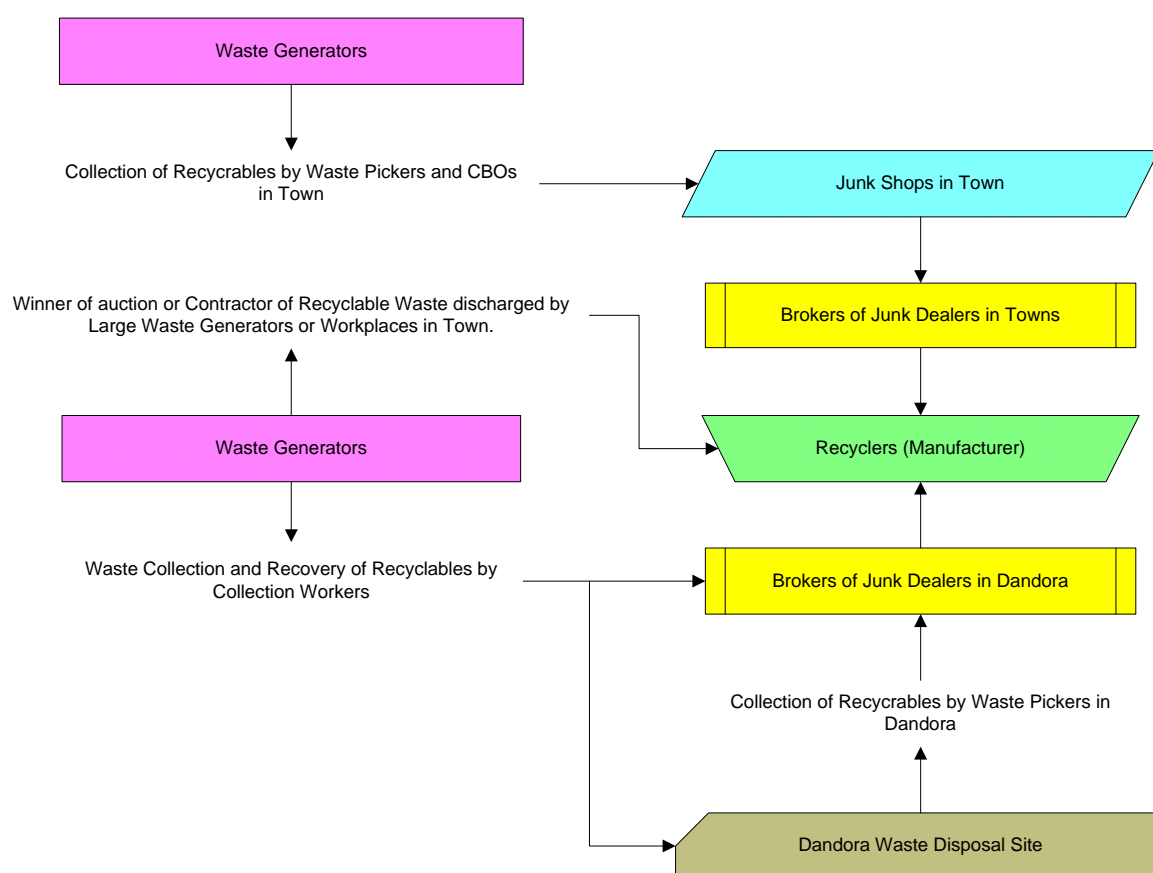 Waste Generators
Collection of Recycrables by Waste Pickers and CBOs
in Town
Junk Shops in Town
Winner of auction or Contractor of Recyclable Waste discharged by
Large Waste Generators or Workplaces in Town.
Brokers of Junk Dealers in Towns
Waste Generators
Recyclers (Manufacturer)
Waste Collection and Recovery of Recyclables by
Collection Workers
Brokers of Junk Dealers in Dandora
Collection of Recycrables by Waste Pickers in
Dandora
Dandora Waste Disposal Site